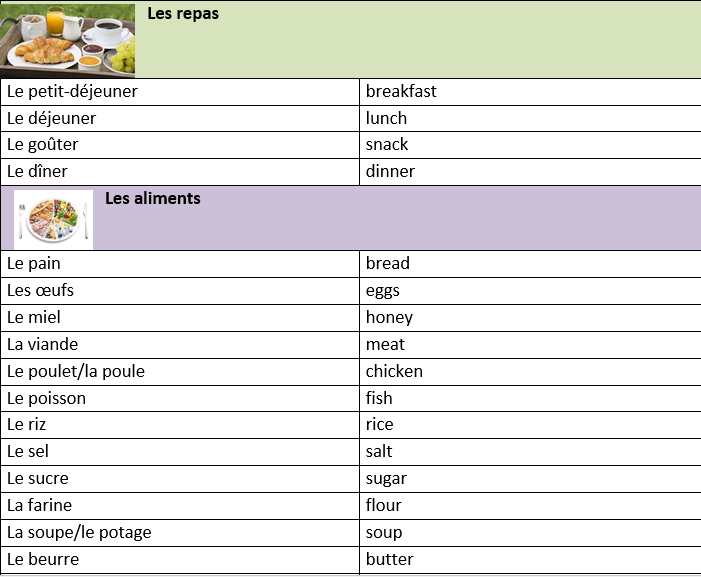 Les repas
Le petit-déjeuner breakfast
Le déjeuner lunch
Le goûter snack
Le dîner dinner
Les aliments
Le pain bread
Les œufs eggs
Le miel honey
La viande meat
Le poulet/la poule chicken
Le poisson fish
Le riz rice
Le sel salt
Le sucre sugar
La farine flour
La soupe/le potage soup
Le beurre butter